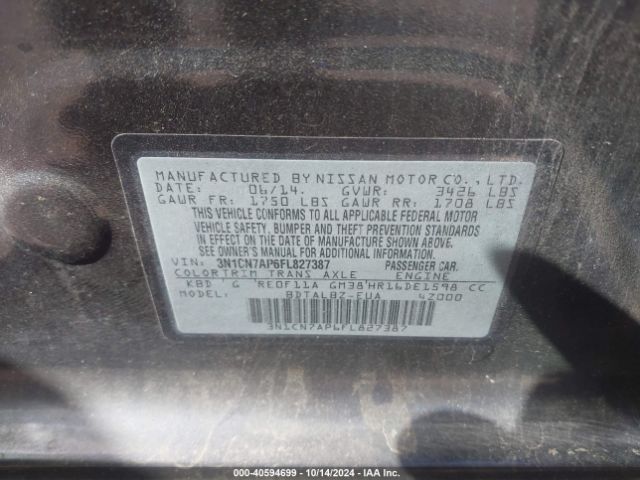 MANUFACTURED BY NISSAN MOTOR CO., LTD.
DATE: 06/14. GVWR: 3426 LBS
GAWR FR: 1750 LBS GAWR RR: 1708 LBS
THIS VEHICLE CONFORMS TO ALL APPLICABLE FEDERAL MOTOR
VEHICLE SAFETY, BUMPER AND THEFT PREVENTION STANDARDS
IN EFFECT ON THE DATE OF MANUFACTURE SHOWN ABOVE.
SEE OWNER'S MANUAL FOR ADDITIONAL INFORMATION.
VIN: 3N1CN7AP6FL827387 PASSENGER CAR.
COLOR TRIM TRANS AXLE ENGINE
KBD G RE0F11A GM38 HR16DE1598 CC
MODEL: BDTALBZ-EUA 42000
3N1CN7AP6FL827387
000-40594699 | 10/14/2024 | IAA Inc.